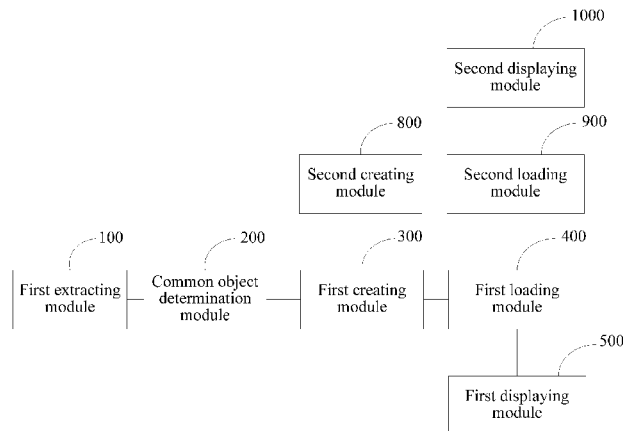 1000
Second displaying
module
800
900
Second creating
module
Second loading
module
100
200
300
400
First extracting
module
Common object
determination
module
First creating
module
First loading
module
500
First displaying
module